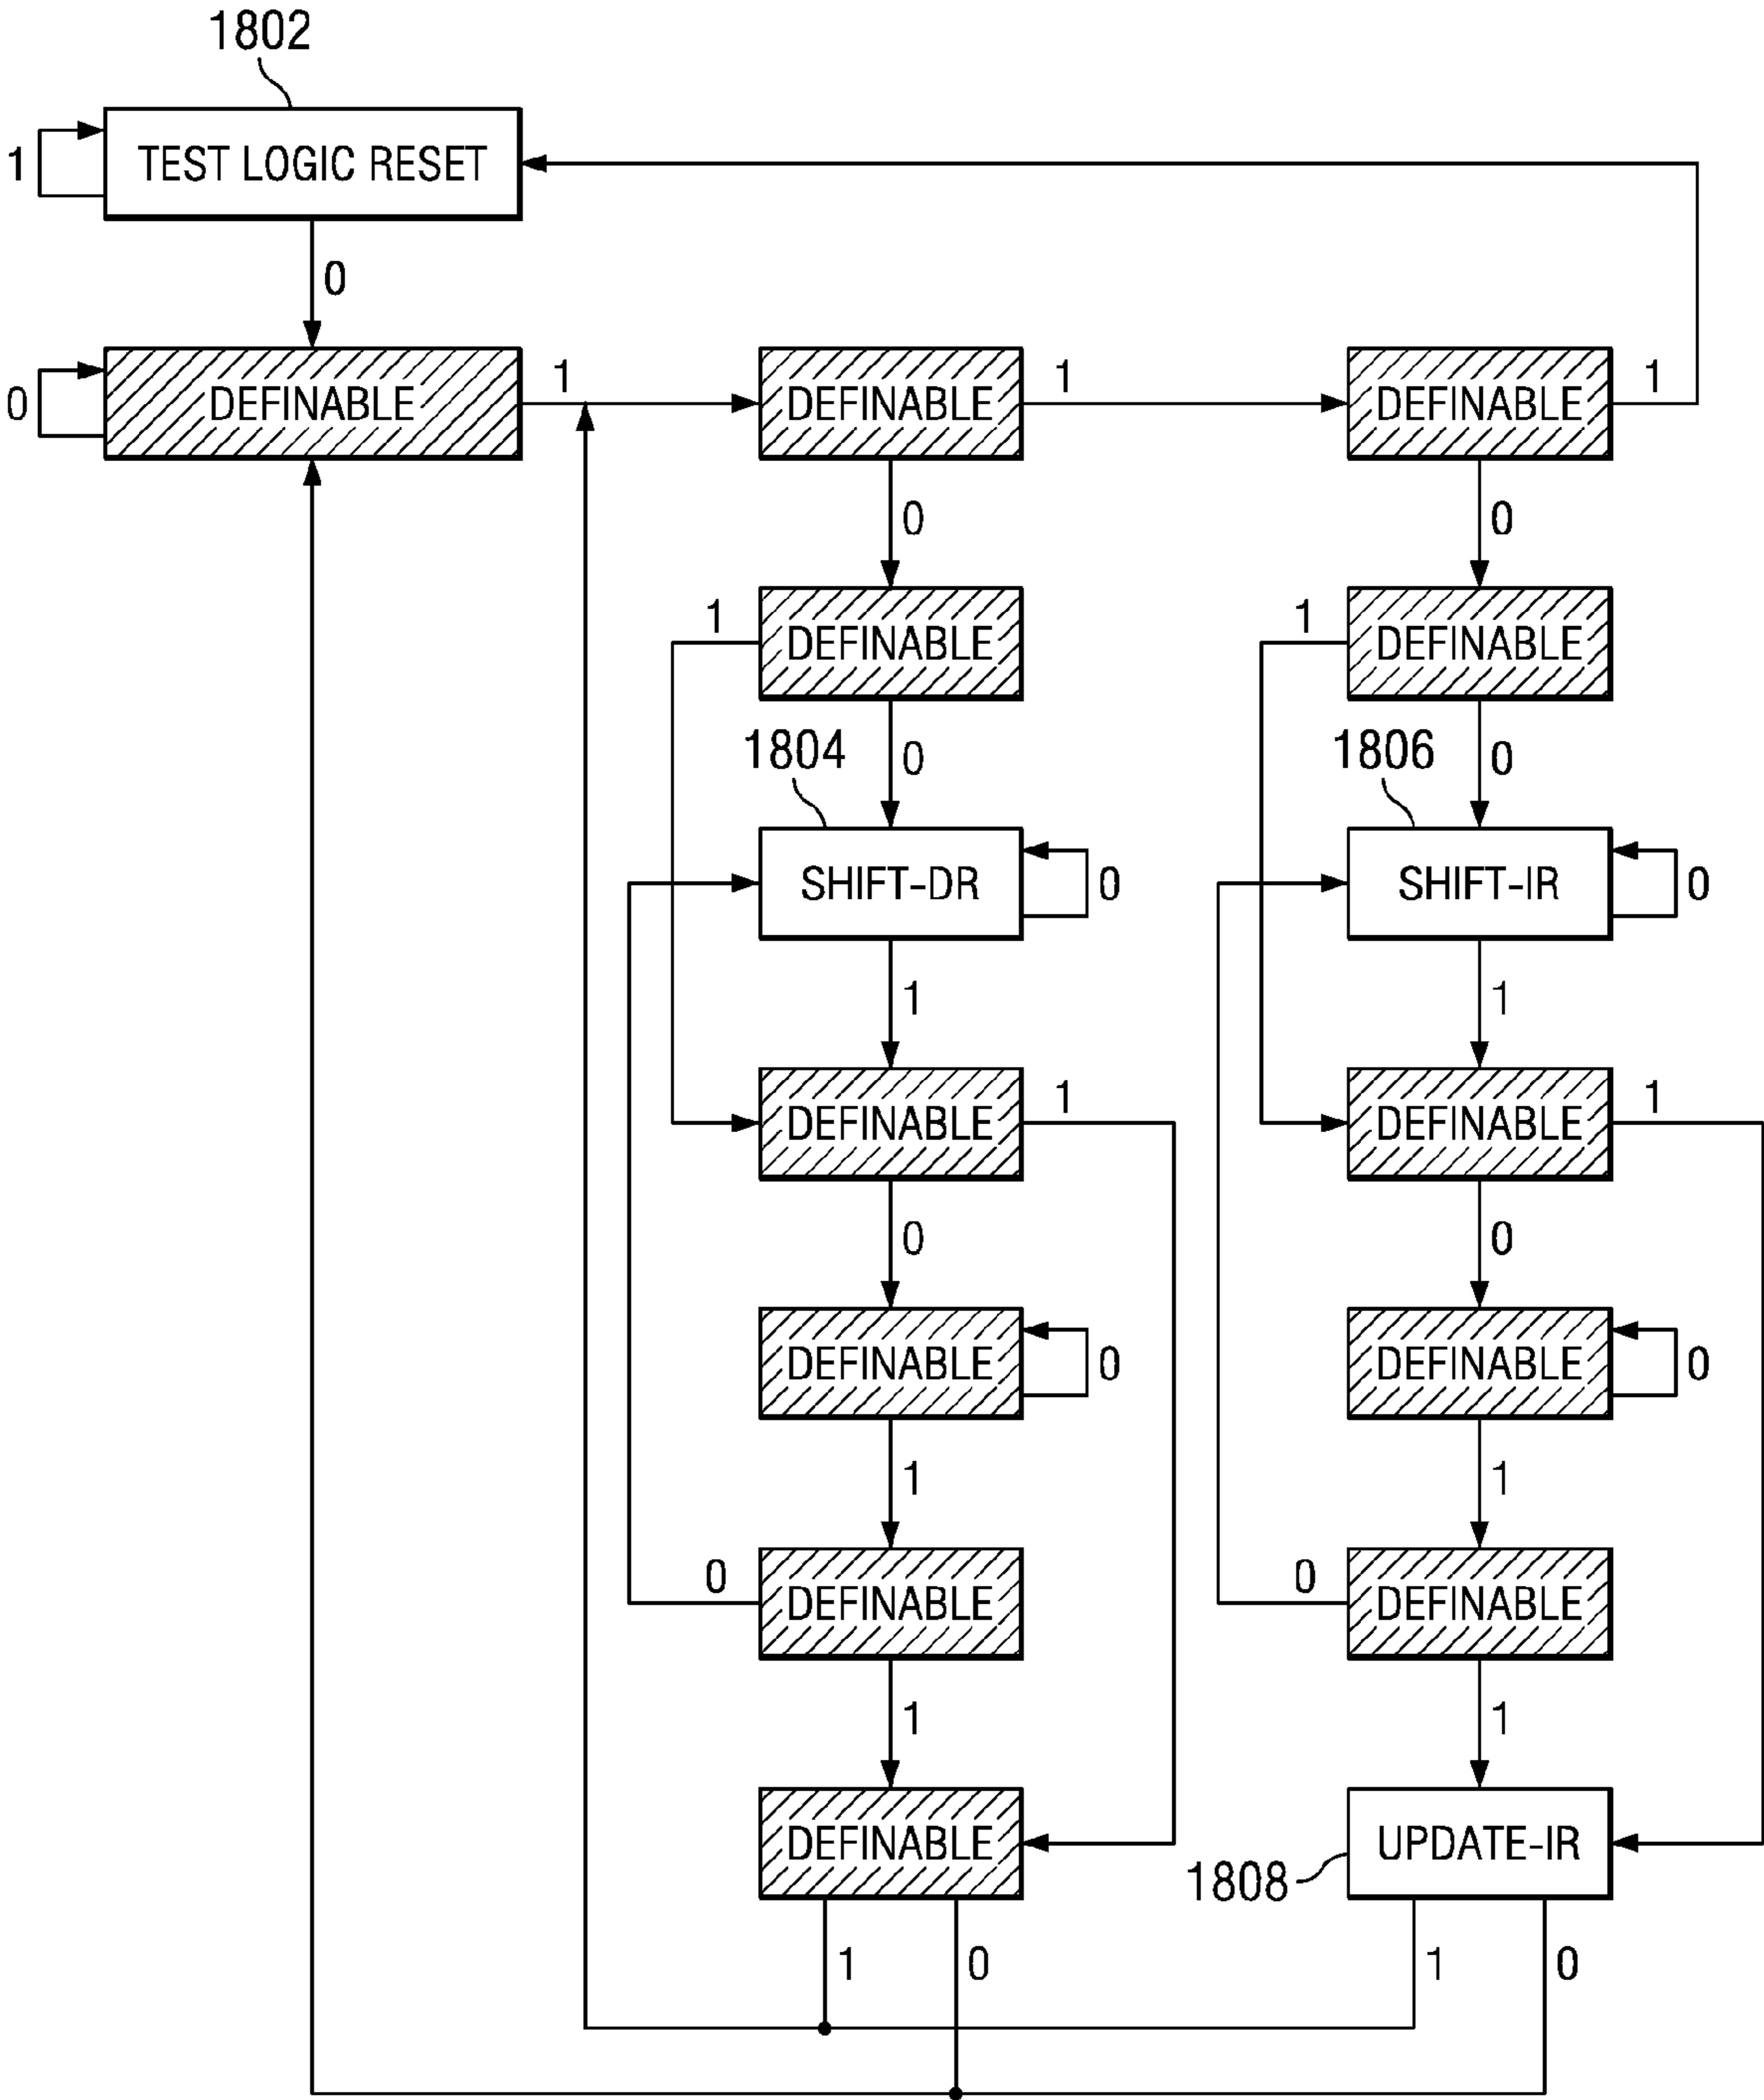 1802
1
TEST LOGIC RESET
0
0
DEFINABLE
1
DEFINABLE
1
DEFINABLE
1
0
0
1
DEFINABLE
1
DEFINABLE
1804
0
1806
0
SHIFT-DR
0
SHIFT-IR
0
1
1
DEFINABLE
1
DEFINABLE
1
0
0
DEFINABLE
0
DEFINABLE
0
1
1
0
DEFINABLE
0
DEFINABLE
1
1
DEFINABLE
UPDATE-IR
1808
1
0
1
0